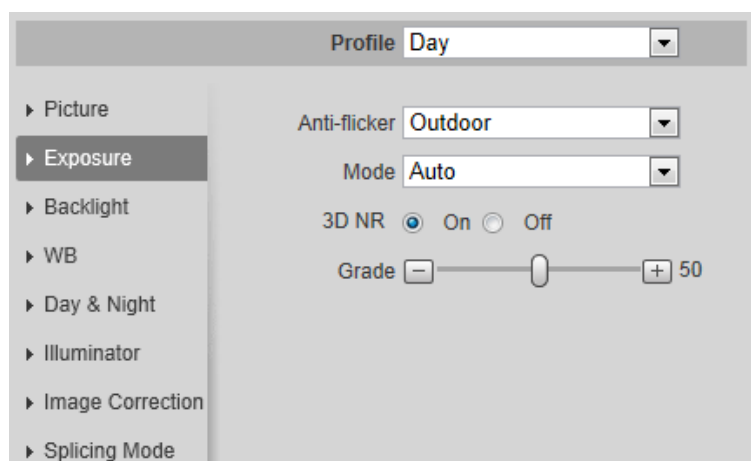 Profile Day
Picture
Exposure
Backlight
WB
Day & Night
Illuminator
Image Correction
Splicing Mode
Anti-flicker Outdoor
Mode Auto
3D NR On Off
Grade 50